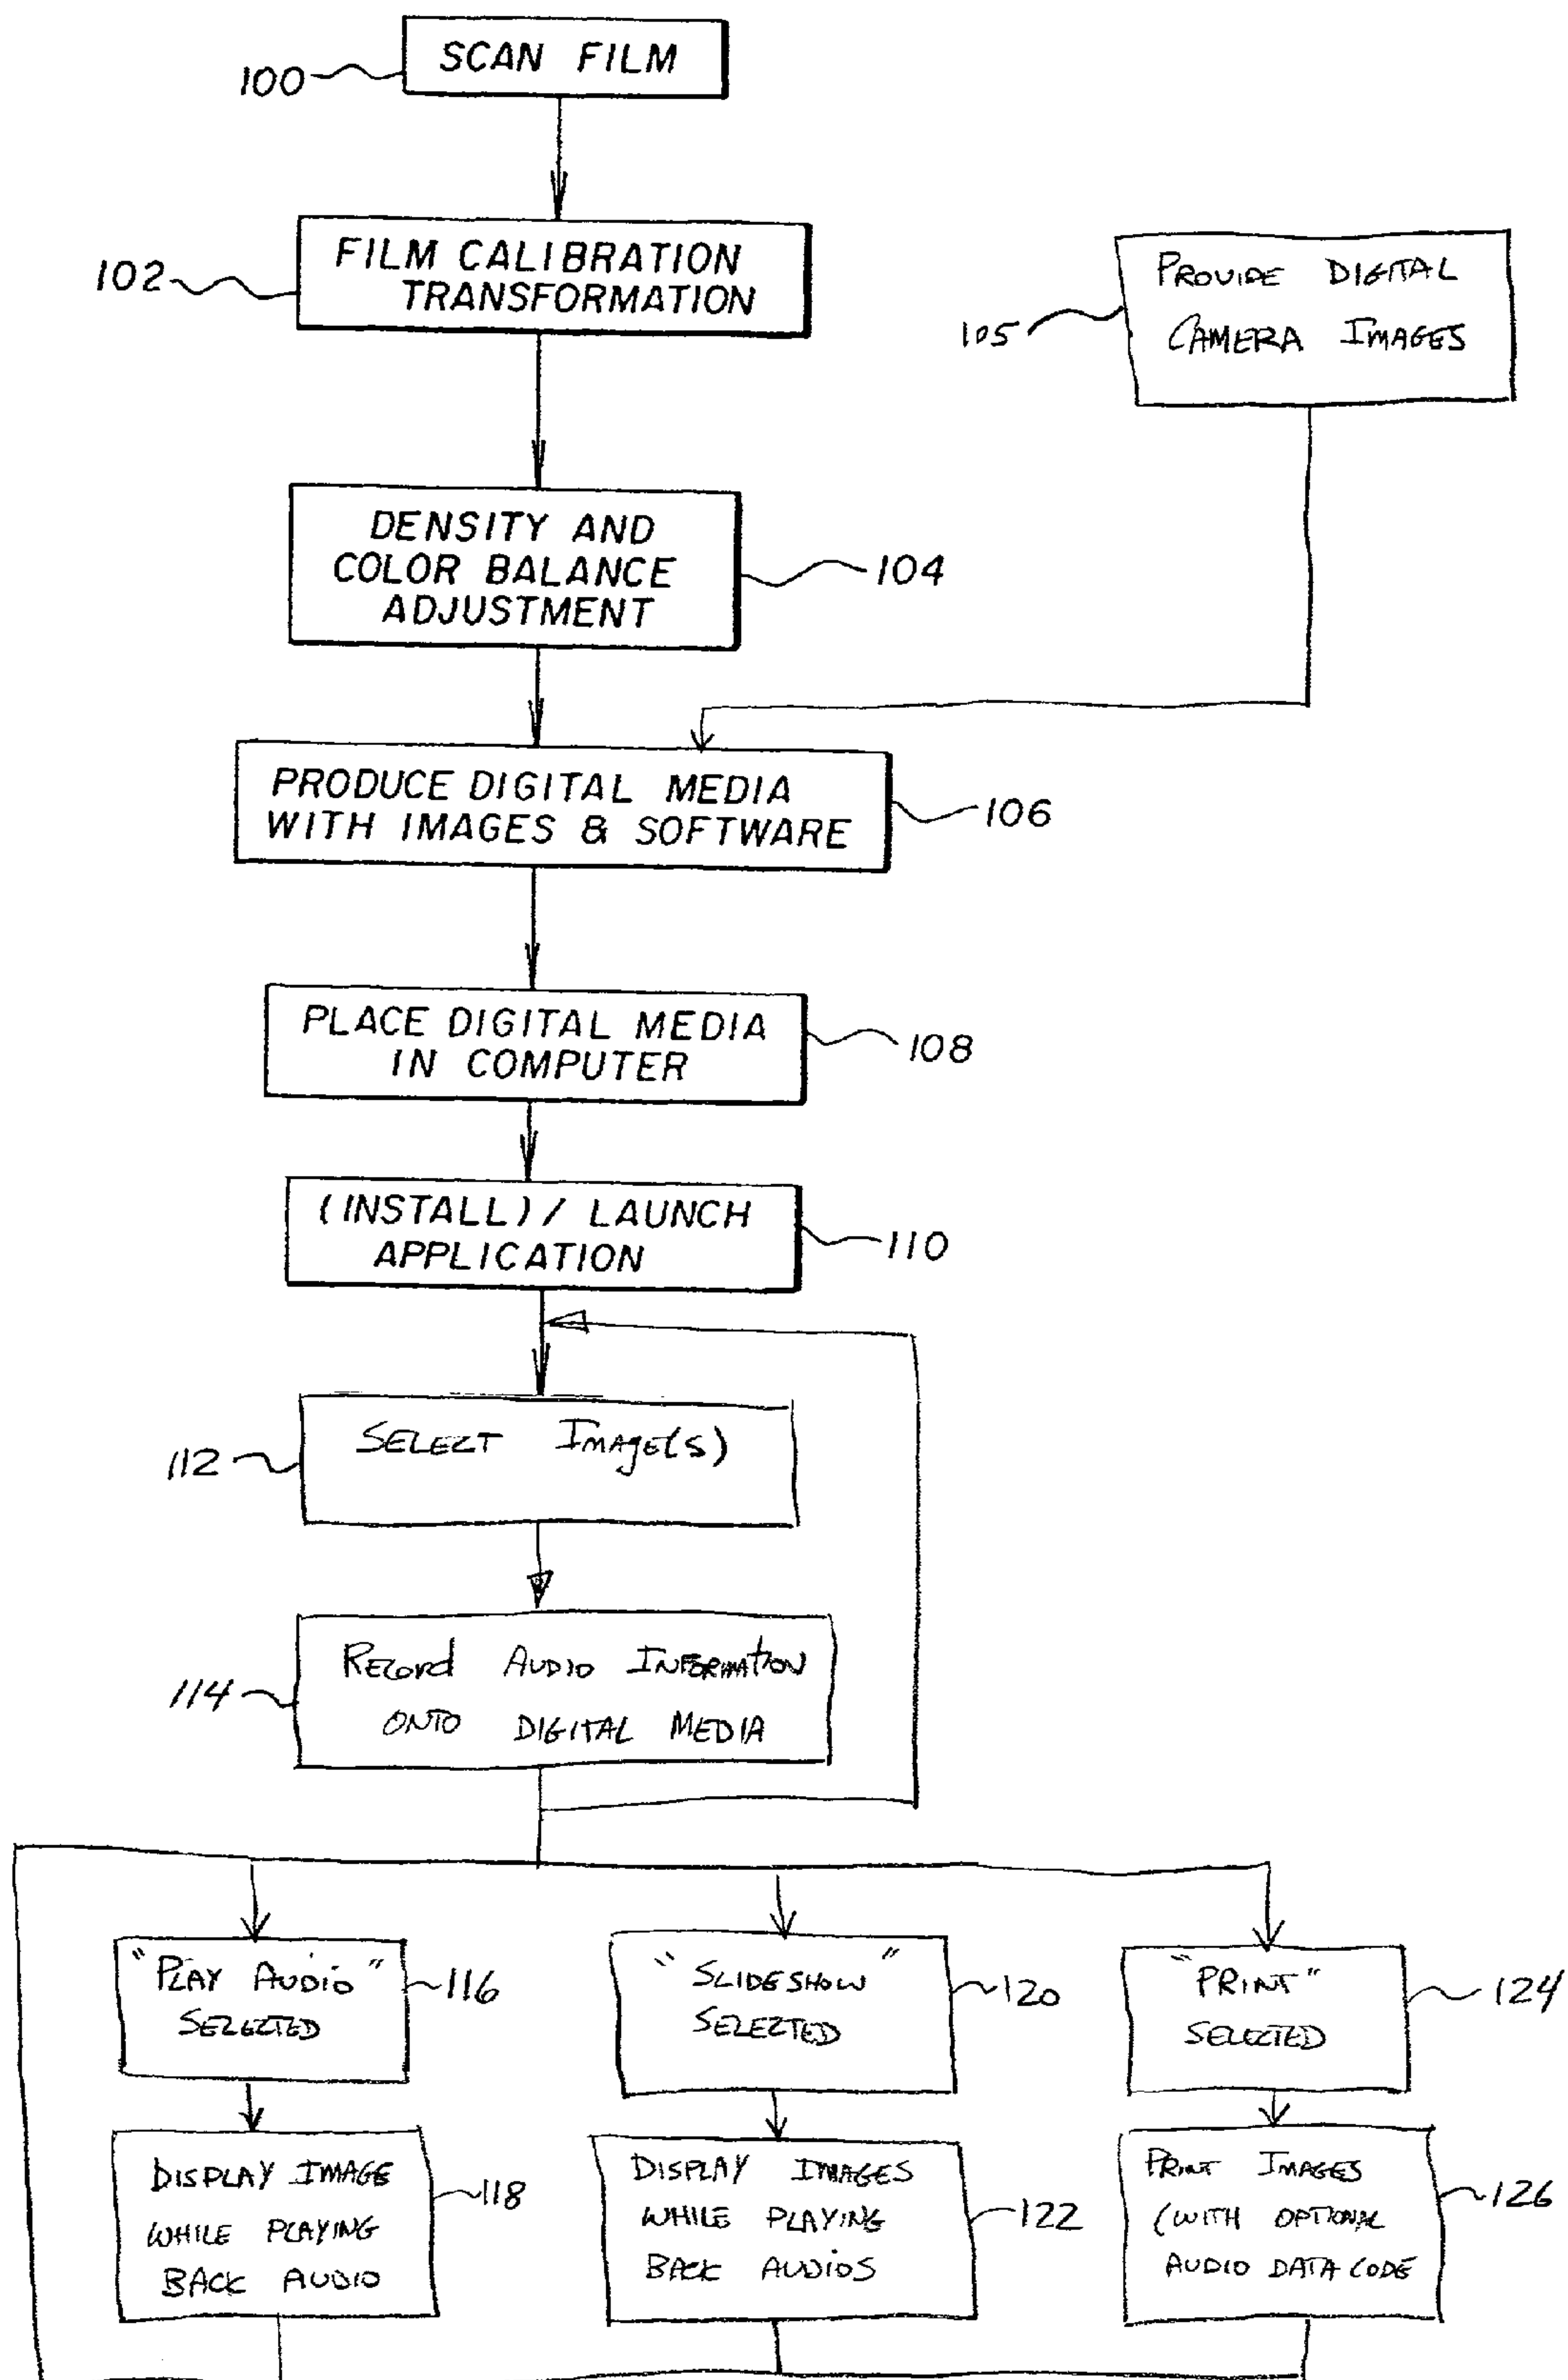 100
SCAN FILM
102
FILM CALIBRATION
TRANSFORMATION
105
PROVIDE DIGITAL
CAMERA IMAGES
DENSITY AND
COLOR BALANCE
ADJUSTMENT
104
PRODUCE DIGITAL MEDIA
WITH IMAGES & SOFTWARE
106
PLACE DIGITAL MEDIA
IN COMPUTER
108
(INSTALL) / LAUNCH
APPLICATION
110
112
SELECT IMAGE(S)
114
RECORD AUDIO INFORMATION
ONTO DIGITAL MEDIA
"PLAY AUDIO"
SELECTED
116
"SLIDESHOW"
SELECTED
120
"PRINT"
SELECTED
124
DISPLAY IMAGE
WHILE PLAYING
BACK AUDIO
118
DISPLAY IMAGES
WHILE PLAYING
BACK AUDIOS
122
PRINT IMAGES
(WITH OPTIONAL
AUDIO DATA CODE
126